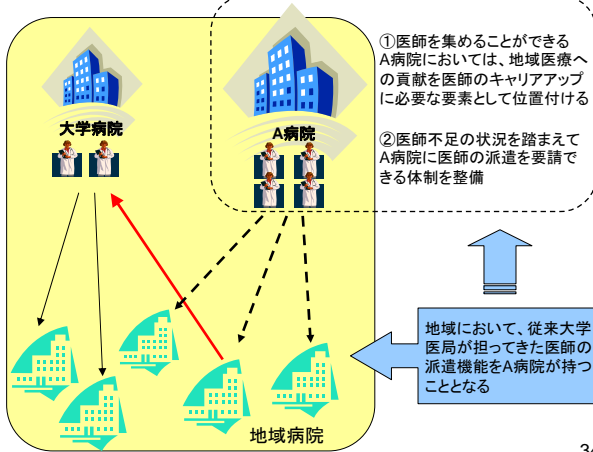 ①医師を集めることができる
A病院においては、地域医療へ
の貢献を医師のキャリアアップ
に必要な要素として位置付ける
②医師不足の状況を踏まえて
A病院に医師の派遣を要請で
きる体制を整備
大学病院
A病院
地域において、従来大学
医局が担ってきた医師の
派遣機能をA病院が持つ
こととなる
地域病院